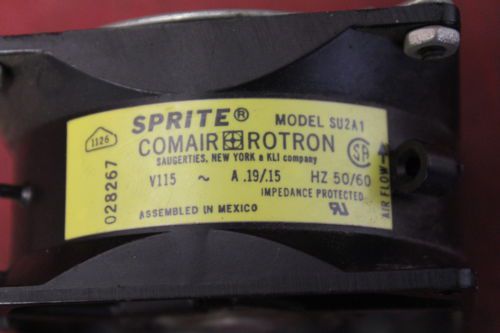 1126
SPRITE® MODEL SU2A1
COMAIR ROTRON
SAUGERTIES, NEW YORK a KLI company
V115 ~ A .19/.15 HZ 50/60
IMPEDANCE PROTECTED
ASSEMBLED IN MEXICO
028267
AIR FLOW